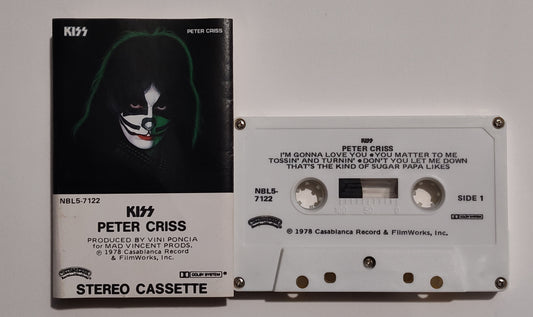 KISS
PETER CRISS
NBL5-7122
KISS
PETER CRISS
PRODUCED BY VINI PONCIA
for MAD VINCENT PRODS.
℗ 1978 Casablanca Record
& FilmWorks, Inc.
DOLBY SYSTEM
STEREO CASSETTE
KISS
PETER CRISS
I'M GONNA LOVE YOU • YOU MATTER TO ME
TOSSIN' AND TURNIN' • DON'T YOU LET ME DOWN
THAT'S THE KIND OF SUGAR PAPA LIKES
NBL5-
7122
SIDE 1
℗ 1978 Casablanca Record
& FilmWorks, Inc.
DOLBY SYSTEM